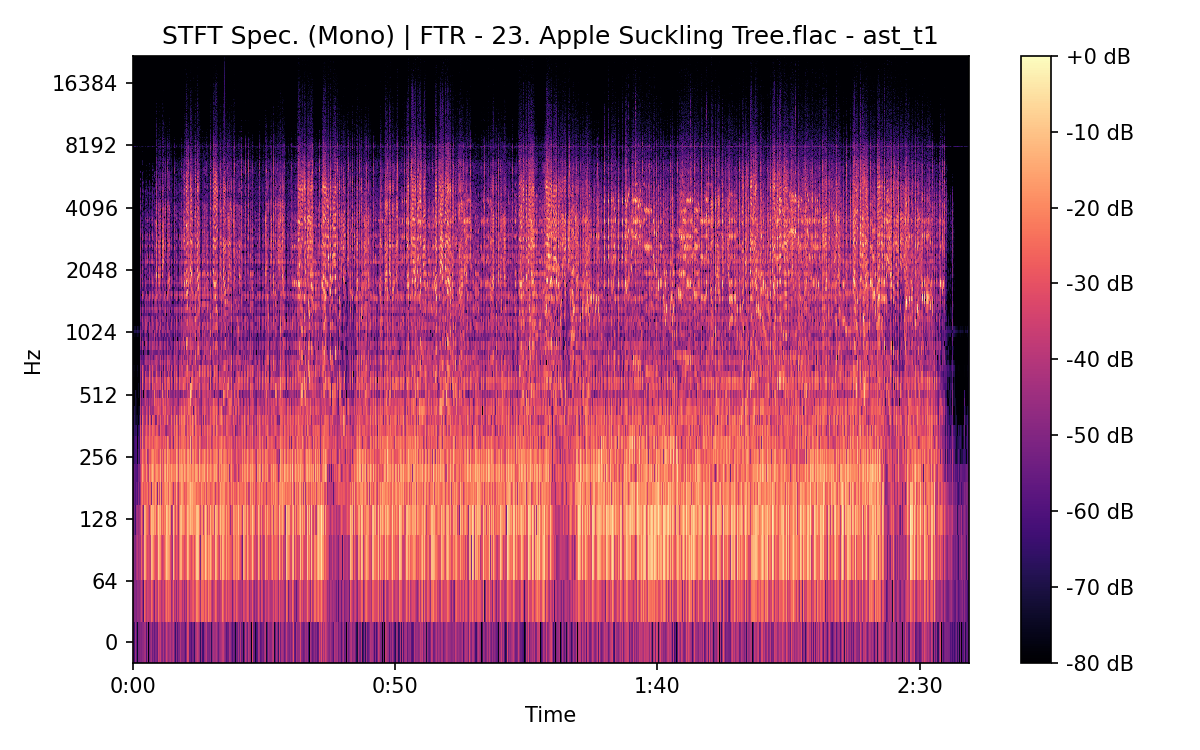 STFT Spec. (Mono) | FTR - 23. Apple Suckling Tree.flac - ast_t1
16384
8192
4096
2048
1024
512
256
128
64
0
Hz
0:00
0:50
1:40
2:30
Time
+0 dB
-10 dB
-20 dB
-30 dB
-40 dB
-50 dB
-60 dB
-70 dB
-80 dB